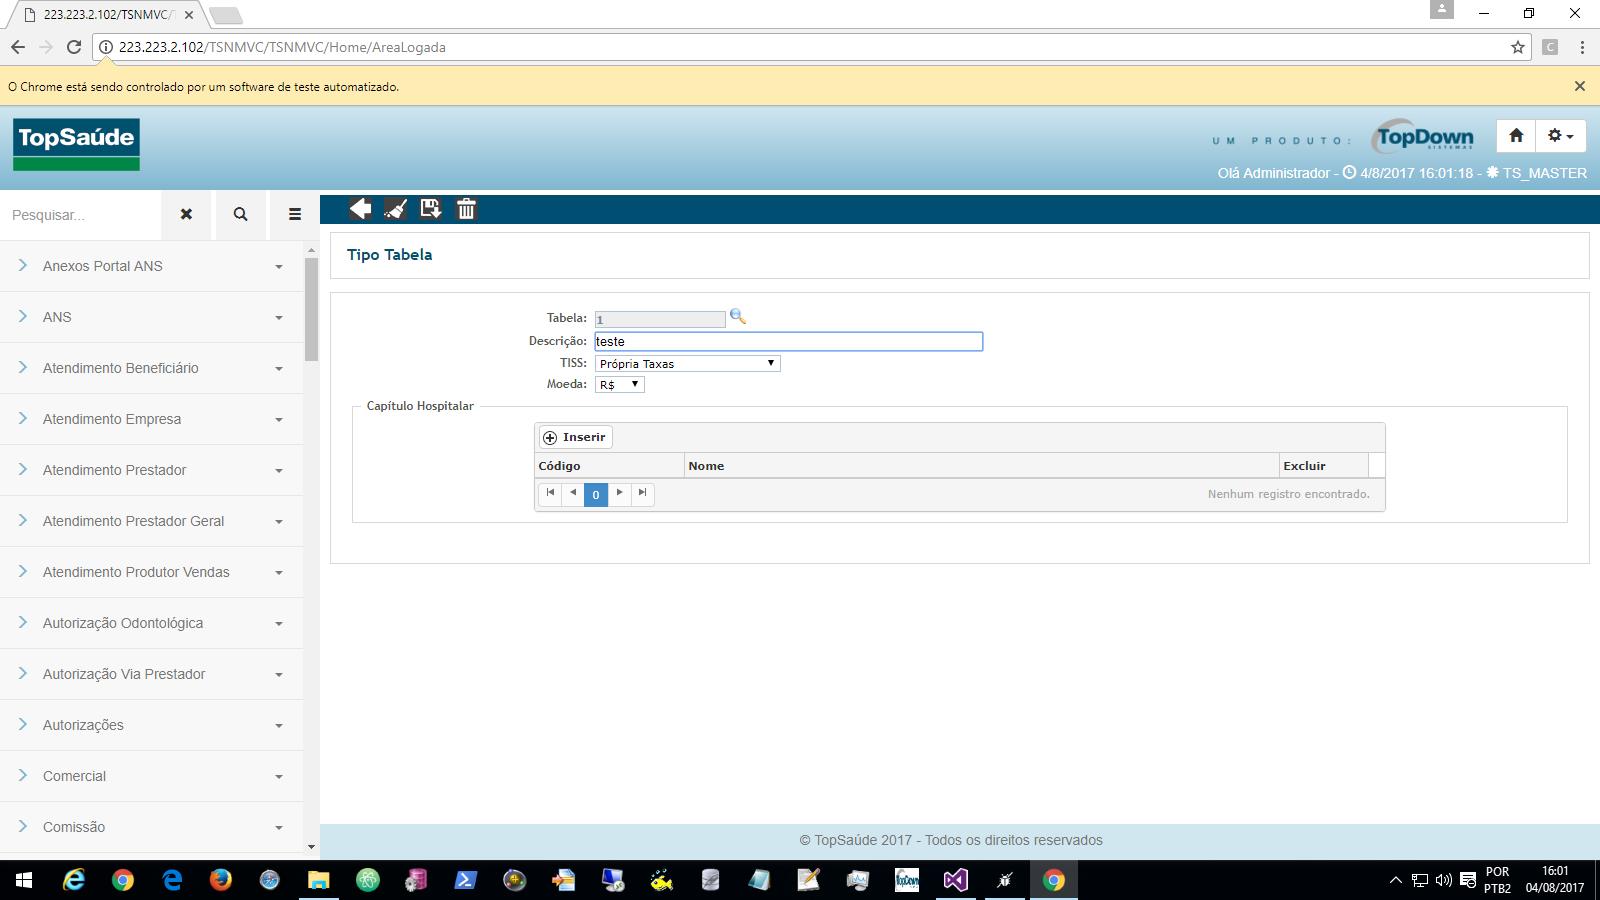 223.223.2.102/TSNMVC/T
223.223.2.102/TSNMVC/TSNMVC/Home/AreaLogada
C
O Chrome está sendo controlado por um software de teste automatizado.
TopSaúde
UM PRODUTO:
TopDown
SISTEMAS
Olá Administrador - 4/8/2017 16:01:18 - TS_MASTER
Pesquisar...
Anexos Portal ANS
ANS
Atendimento Beneficiário
Atendimento Empresa
Atendimento Prestador
Atendimento Prestador Geral
Atendimento Produtor Vendas
Autorização Odontológica
Autorização Via Prestador
Autorizações
Comercial
Comissão
Tipo Tabela
Tabela: 1
Descrição: teste
TISS: Própria Taxas
Moeda: R$
Capítulo Hospitalar
Inserir
Código Nome Excluir
0 Nenhum registro encontrado.
© TopSaúde 2017 - Todos os direitos reservados
TopDown
POR
PTB2
16:01
04/08/2017